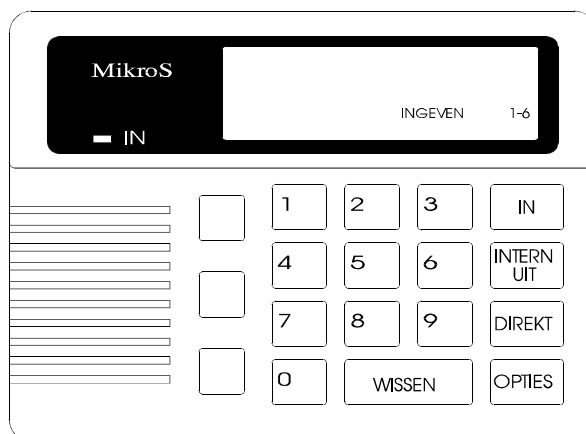 MikroS
INGEVEN 1-6
IN
1 2 3 IN
4 5 6 INTERN
UIT
7 8 9 DIREKT
0 WISSEN OPTIES